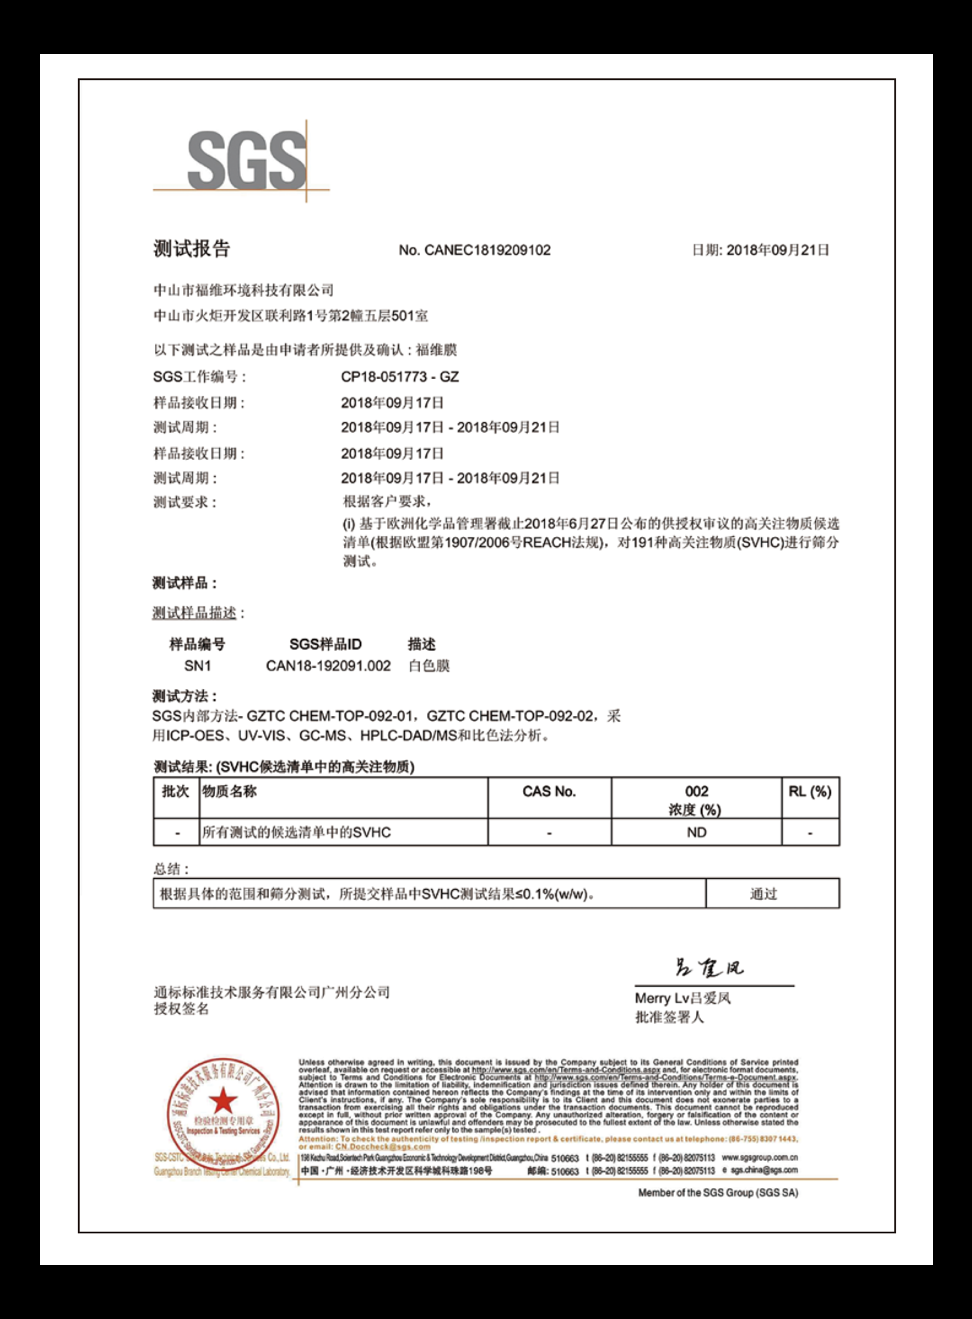 SGS
测试报告 No. CANEC1819209102 日期: 2018年09月21日
中山市福维环境科技有限公司
中山市火炬开发区联利路1号第2幢五层501室
以下测试之样品是由申请者所提供及确认 : 福维膜
SGS工作编号 : CP18-051773 - GZ
样品接收日期 : 2018年09月17日
测试周期 : 2018年09月17日 - 2018年09月21日
样品接收日期 : 2018年09月17日
测试周期 : 2018年09月17日 - 2018年09月21日
测试要求 : 根据客户要求，
(i) 基于欧洲化学品管理署截止2018年6月27日公布的供授权审议的高关注物质候选
清单(根据欧盟第1907/2006号REACH法规)，对191种高关注物质(SVHC)进行筛分
测试。
测试样品 :
测试样品描述 :
样品编号 SGS样品ID 描述
SN1 CAN18-192091.002 白色膜
测试方法 :
SGS内部方法- GZTC CHEM-TOP-092-01，GZTC CHEM-TOP-092-02，采
用ICP-OES、UV-VIS、GC-MS、HPLC-DAD/MS和比色法分析。
测试结果: (SVHC候选清单中的高关注物质)
批次 物质名称 CAS No. 002 RL (%)
浓度 (%)
- 所有测试的候选清单中的SVHC - ND -
总结 :
根据具体的范围和筛分测试，所提交样品中SVHC测试结果≤0.1%(w/w)。 通过
通标标准技术服务有限公司广州分公司
授权签名
吕爱凤
Merry Lv吕爱凤
批准签署人
Unless otherwise agreed in writing, this document is issued by the Company subject to its General Conditions of Service printed
overleaf, available on request or accessible at http://www.sgs.com/en/Terms-and-Conditions.aspx and, for electronic format documents,
subject to Terms and Conditions for Electronic Documents at http://www.sgs.com/en/Terms-and-Conditions/Terms-e-Document.aspx.
Attention is drawn to the limitation of liability, indemnification and jurisdiction issues defined therein. Any holder of this document is
advised that information contained hereon reflects the Company's findings at the time of its intervention only and within the limits of
Client's instructions, if any. The Company's sole responsibility is to its Client and this document does not exonerate parties to a
transaction from exercising all their rights and obligations under the transaction documents. This document cannot be reproduced
except in full, without prior written approval of the Company. Any unauthorized alteration, forgery or falsification of the content or
appearance of this document is unlawful and offenders may be prosecuted to the fullest extent of the law. Unless otherwise stated the
results shown in this test report refer only to the sample(s) tested .
Attention: To check the authenticity of testing /inspection report & certificate, please contact us at telephone: (86-755) 8307 1443,
or email: CN.Doccheck@sgs.com
检验检测专用章
Inspection & Testing Services
198 Kezhu Road,Scientech Park Guangzhou Economic & Technology Development District,Guangzhou,China 510663 t (86-20) 82155555 f (86-20) 82075113 www.sgsgroup.com.cn
中国 · 广州 · 经济技术开发区科学城科珠路198号 邮编: 510663 t (86-20) 82155555 f (86-20) 82075113 e sgs.china@sgs.com
Member of the SGS Group (SGS SA)